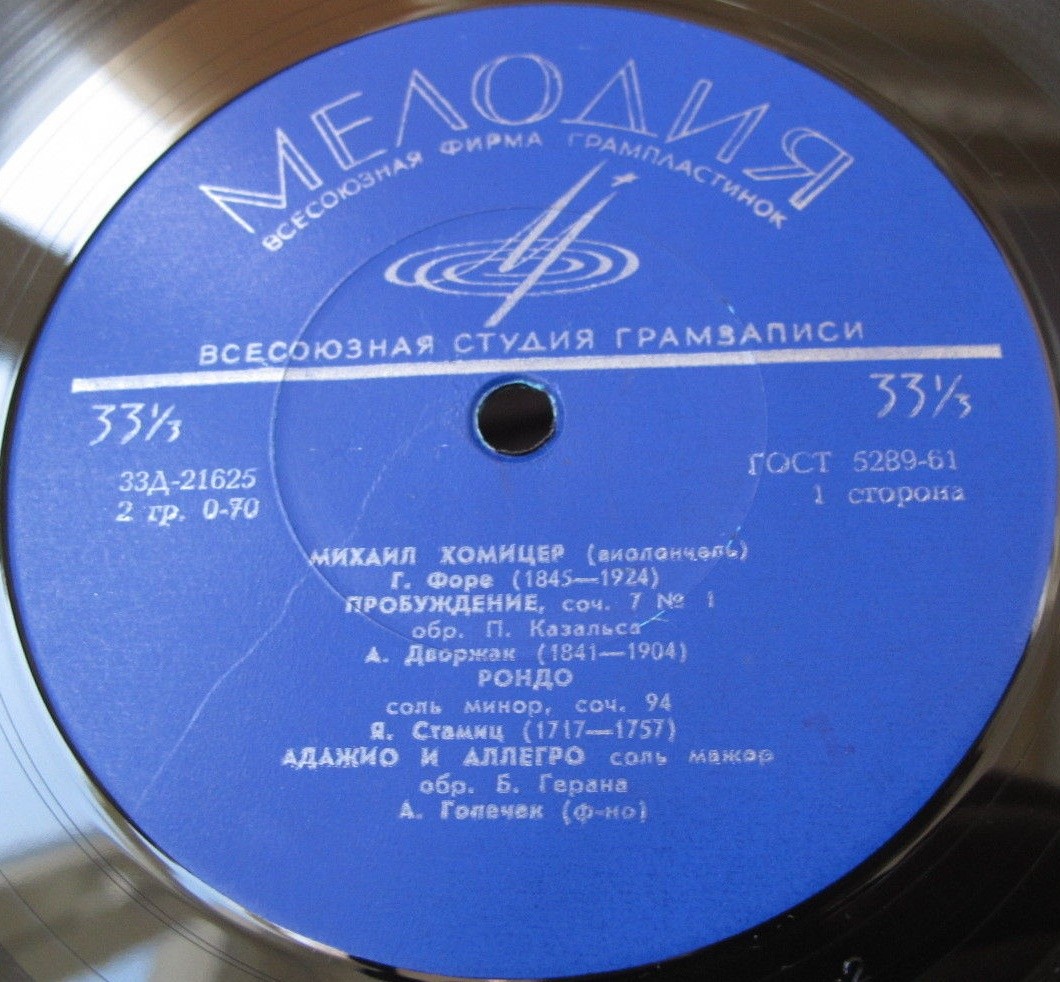 МЕЛОДИЯ
ВСЕСОЮЗНАЯ ФИРМА ГРАМПЛАСТИНОК
ВСЕСОЮЗНАЯ СТУДИЯ ГРАМЗАПИСИ
33⅓ 33⅓
33Д-21625 ГОСТ 5289-61
2 гр. 0-70 1 сторона
МИХАИЛ ХОМИЦЕР (виолончель)
Г. Форе (1845—1924)
ПРОБУЖДЕНИЕ, соч. 7 № 1
обр. П. Казальса
А. Дворжак (1841—1904)
РОНДО
соль минор, соч. 94
Я. Стамиц (1717—1757)
АДАЖИО И АЛЛЕГРО соль мажор
обр. Б. Герана
А. Голечек (ф-но)
2